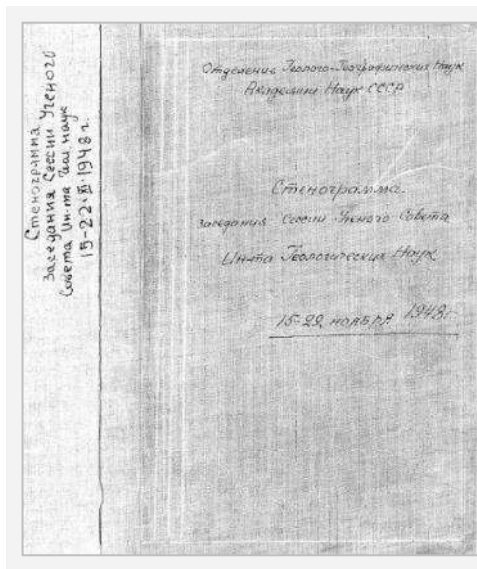 Стенограмма
Заседания Сессии Ученого
Совета Ин-та Геол. наук
15-22.XI.1948 г.
Отделение Геолого-Географических Наук
Академии Наук СССР
Стенограмма.
Заседания Сессии Ученого Совета
Ин-та Геологических Наук
15-22 ноября 1948 г.